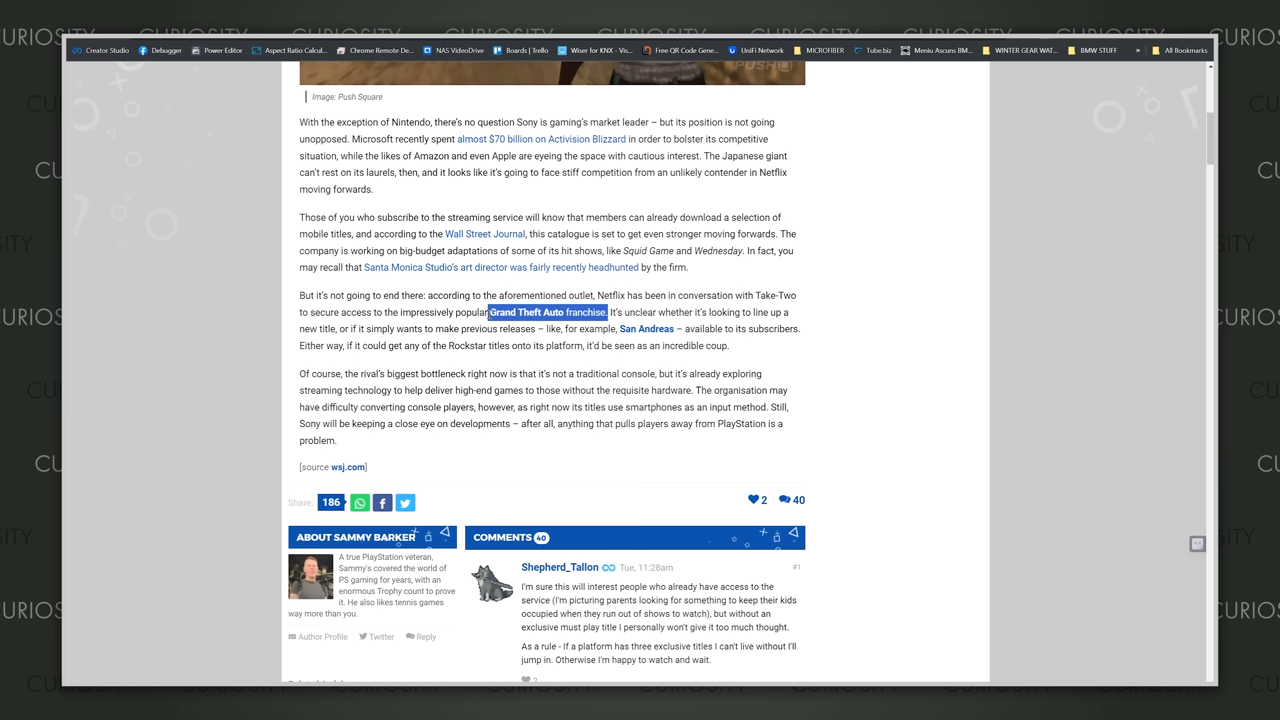 CURIOSITY
Creator Studio Debugger Power Editor Aspect Ratio Calcul... Chrome Remote De... NAS VideoDrive Boards | Trello Wiser for KNX - Vis... Free QR Code Gene... UniFi Network MICROFIBER Tube.biz Meniu Ascuns BM... WINTER GEAR WAT... BMW STUFF » All Bookmarks
PUSH
Image: Push Square
With the exception of Nintendo, there's no question Sony is gaming's market leader – but its position is not going
unopposed. Microsoft recently spent almost $70 billion on Activision Blizzard in order to bolster its competitive
situation, while the likes of Amazon and even Apple are eyeing the space with cautious interest. The Japanese giant
can't rest on its laurels, then, and it looks like it's going to face stiff competition from an unlikely contender in Netflix
moving forwards.
Those of you who subscribe to the streaming service will know that members can already download a selection of
mobile titles, and according to the Wall Street Journal, this catalogue is set to get even stronger moving forwards. The
company is working on big-budget adaptations of some of its hit shows, like Squid Game and Wednesday. In fact, you
may recall that Santa Monica Studio's art director was fairly recently headhunted by the firm.
But it's not going to end there: according to the aforementioned outlet, Netflix has been in conversation with Take-Two
to secure access to the impressively popular Grand Theft Auto franchise. It's unclear whether it's looking to line up a
new title, or if it simply wants to make previous releases – like, for example, San Andreas – available to its subscribers.
Either way, if it could get any of the Rockstar titles onto its platform, it'd be seen as an incredible coup.
Of course, the rival's biggest bottleneck right now is that it's not a traditional console, but it's already exploring
streaming technology to help deliver high-end games to those without the requisite hardware. The organisation may
have difficulty converting console players, however, as right now its titles use smartphones as an input method. Still,
Sony will be keeping a close eye on developments – after all, anything that pulls players away from PlayStation is a
problem.
[source wsj.com]
Share: 186 2 40
ABOUT SAMMY BARKER
A true PlayStation veteran,
Sammy's covered the world of
PS gaming for years, with an
enormous Trophy count to prove
it. He also likes tennis games
way more than you.
Author Profile Twitter Reply
COMMENTS 40
Shepherd_Tallon Tue, 11:28am #1
I'm sure this will interest people who already have access to the
service (I'm picturing parents looking for something to keep their kids
occupied when they run out of shows to watch), but without an
exclusive must play title I personally won't give it too much thought.
As a rule - If a platform has three exclusive titles I can't live without I'll
jump in. Otherwise I'm happy to watch and wait.